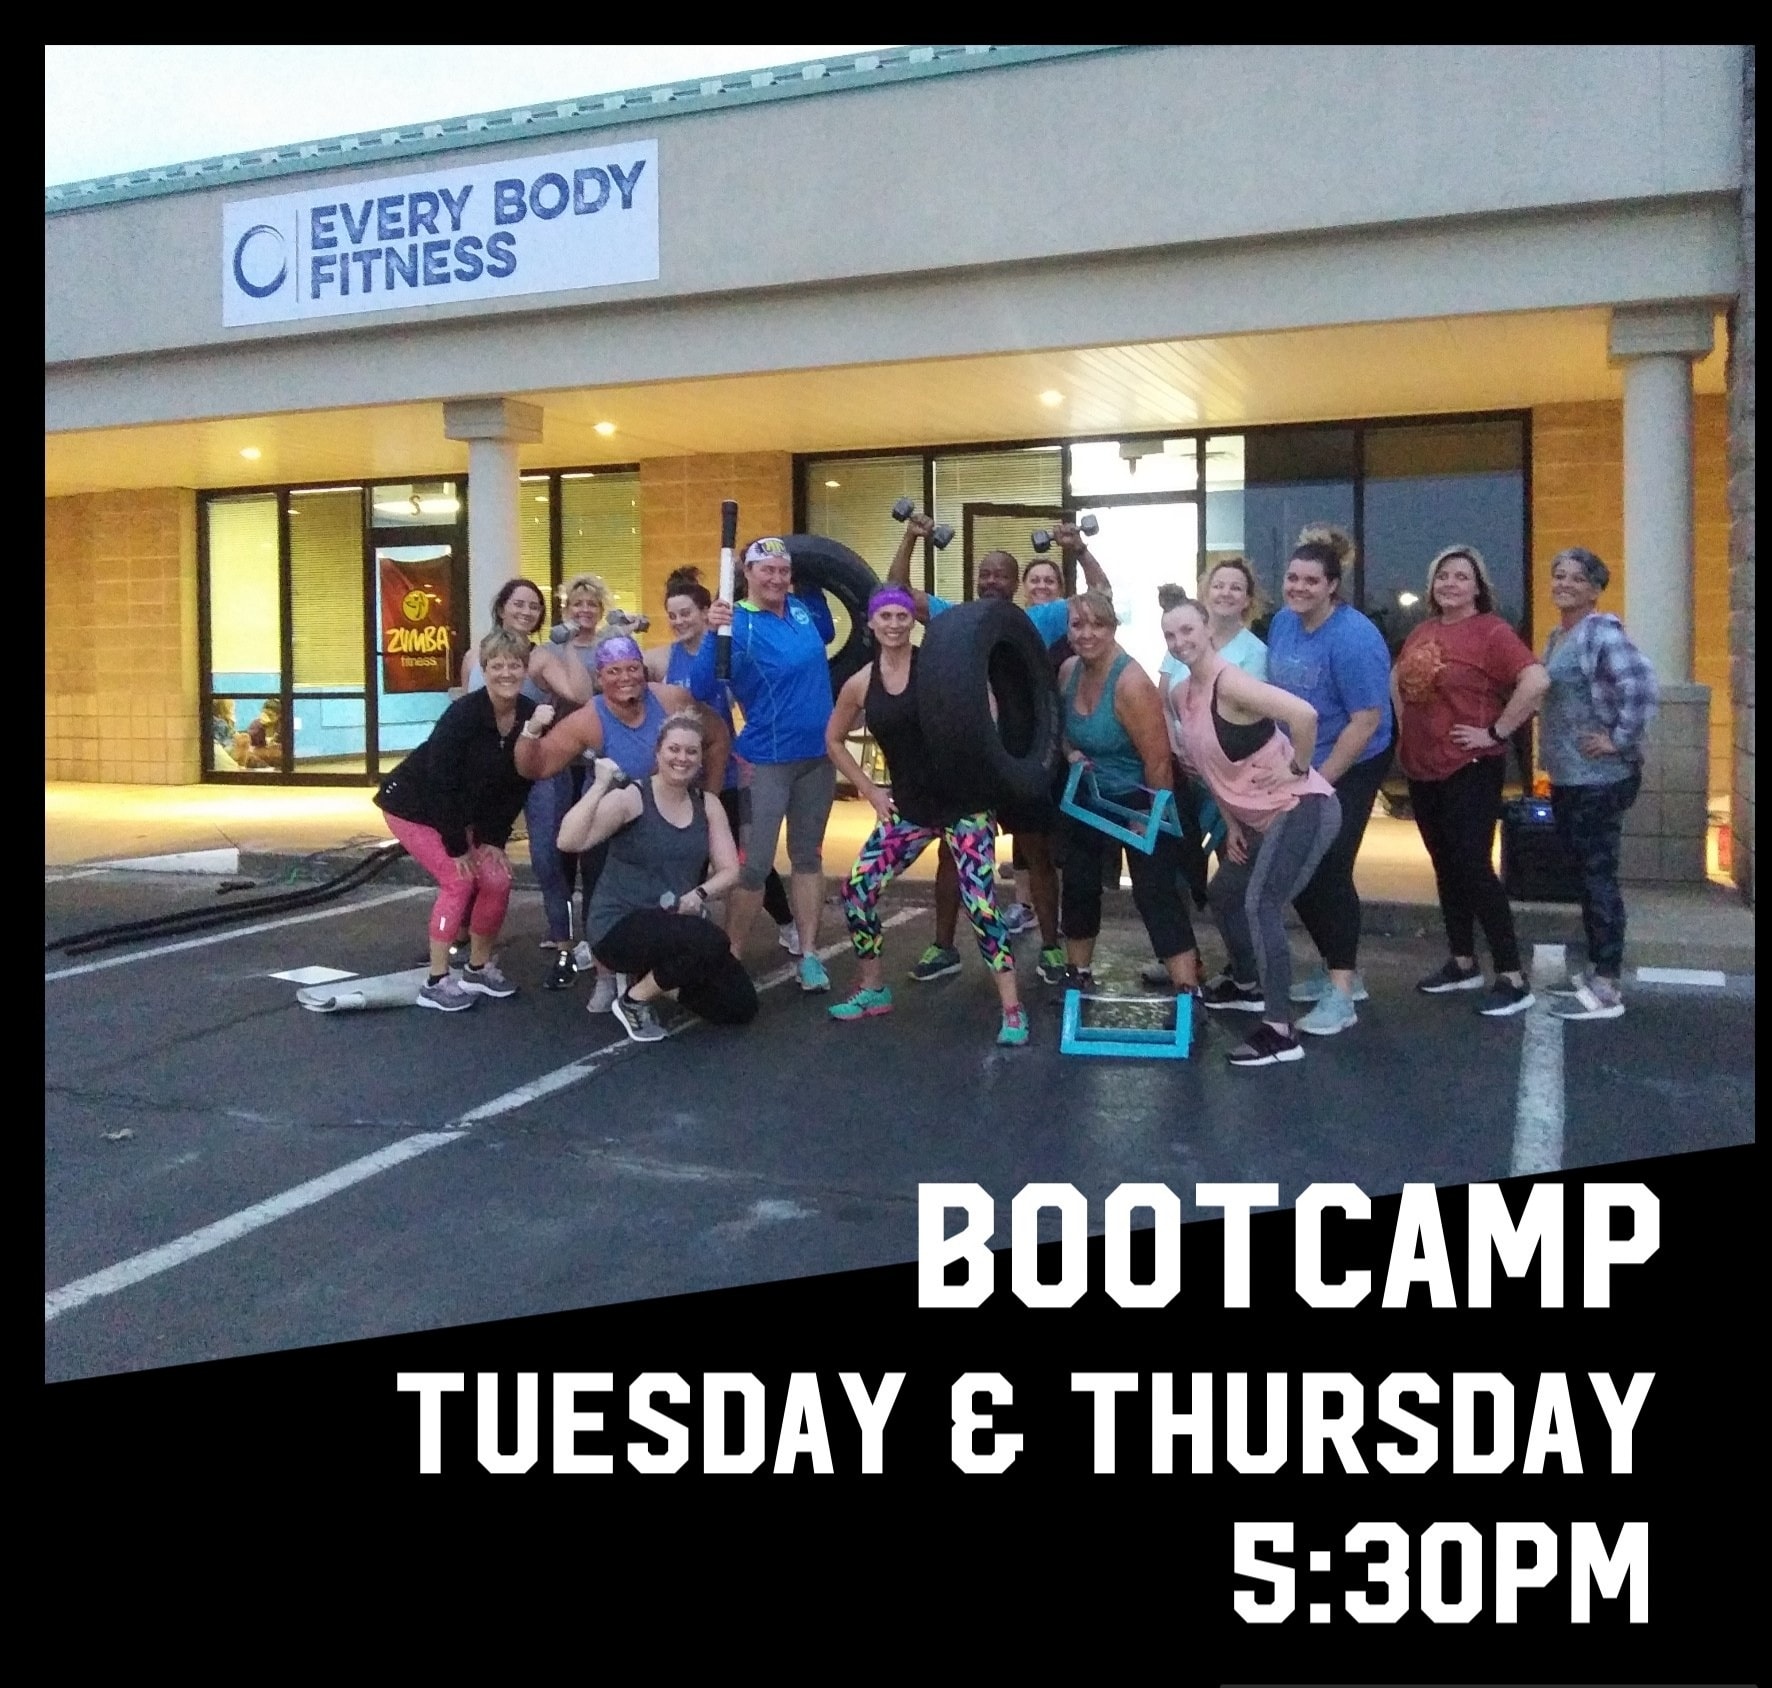 EVERY BODY
FITNESS
ZUMBA
fitness
BOOTCAMP
TUESDAY & THURSDAY
5:30PM